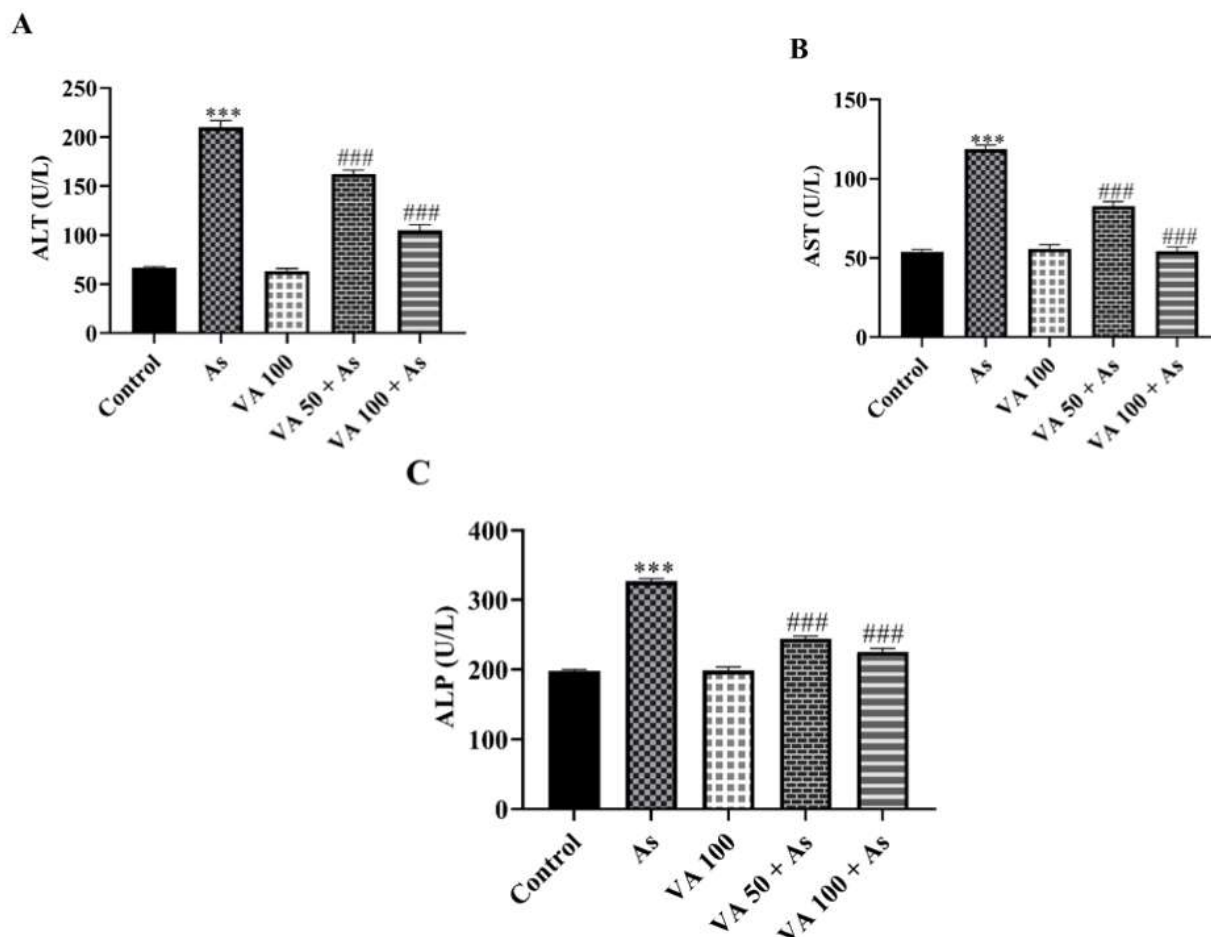 A
ALT (U/L)
250
200
150
100
50
0
***
###
###
Control
As
VA 100
VA 50 + As
VA 100 + As
B
AST (U/L)
150
100
50
0
***
###
###
Control
As
VA 100
VA 50 + As
VA 100 + As
C
ALP (U/L)
400
300
200
100
0
***
###
###
Control
As
VA 100
VA 50 + As
VA 100 + As